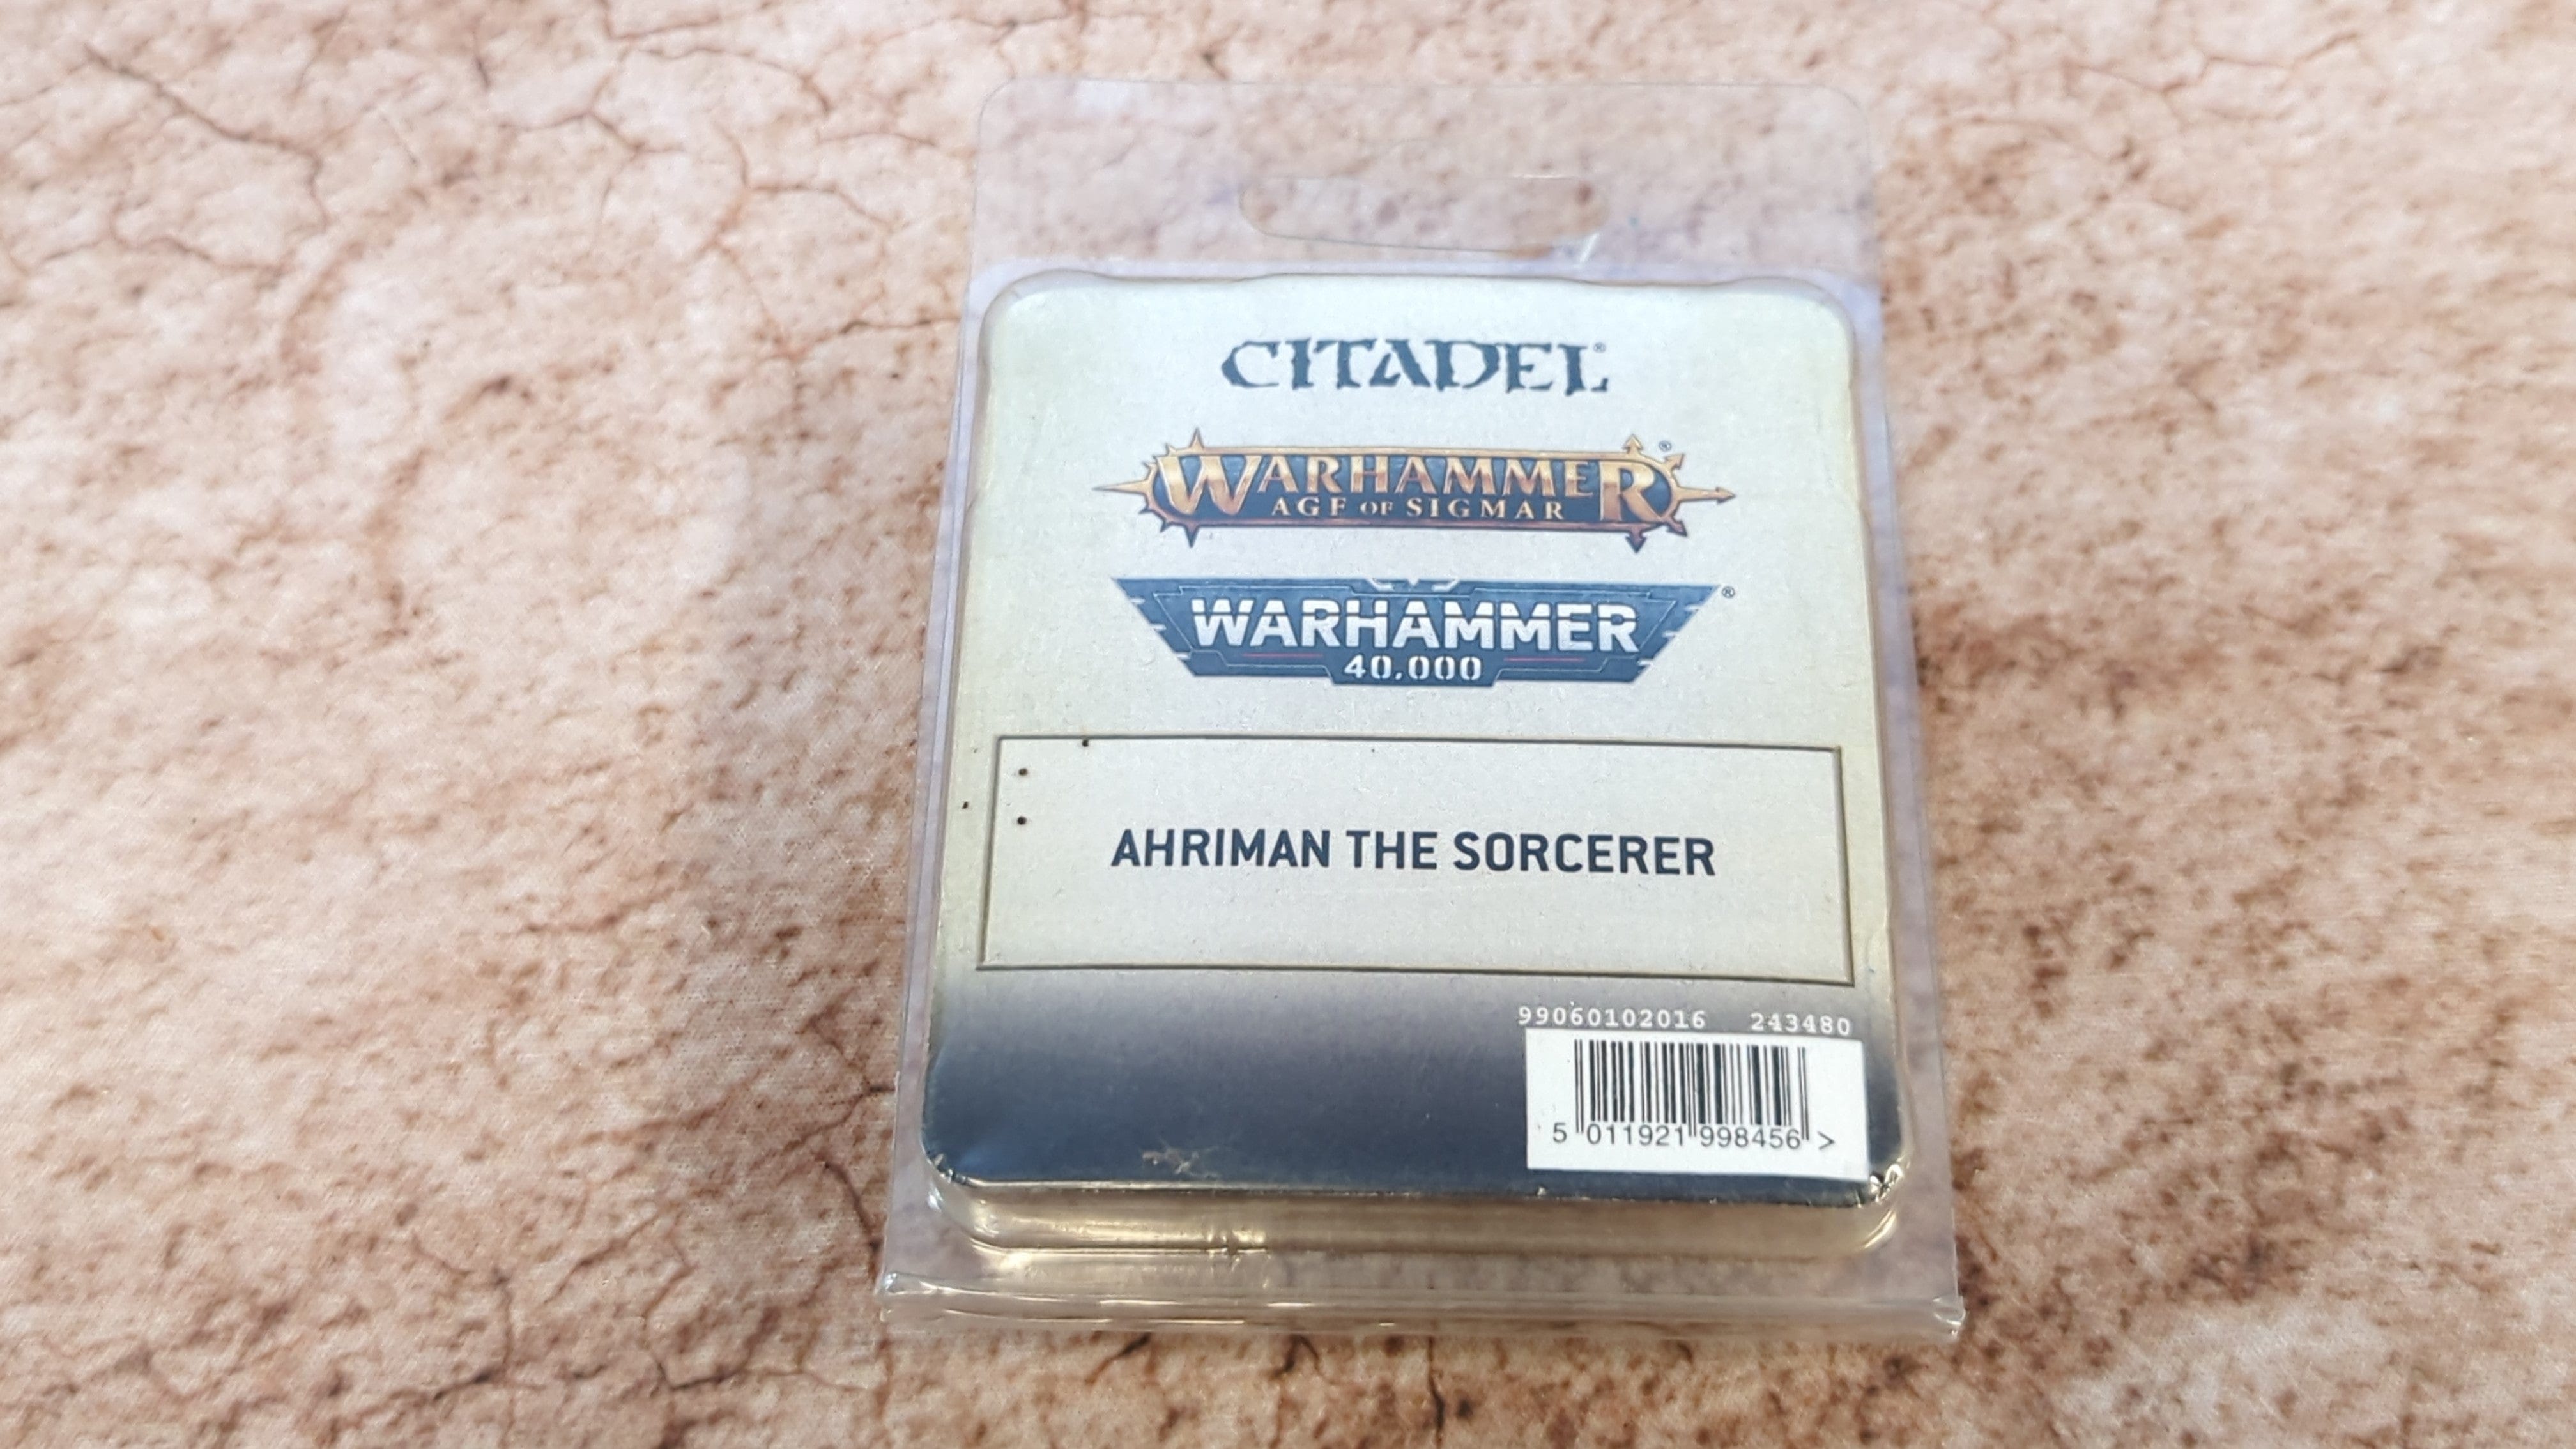 CITADEL®
WARHAMMER®
AGE OF SIGMAR
WARHAMMER®
40,000
AHRIMAN THE SORCERER
99060102016 243480
5 011921 998456 >